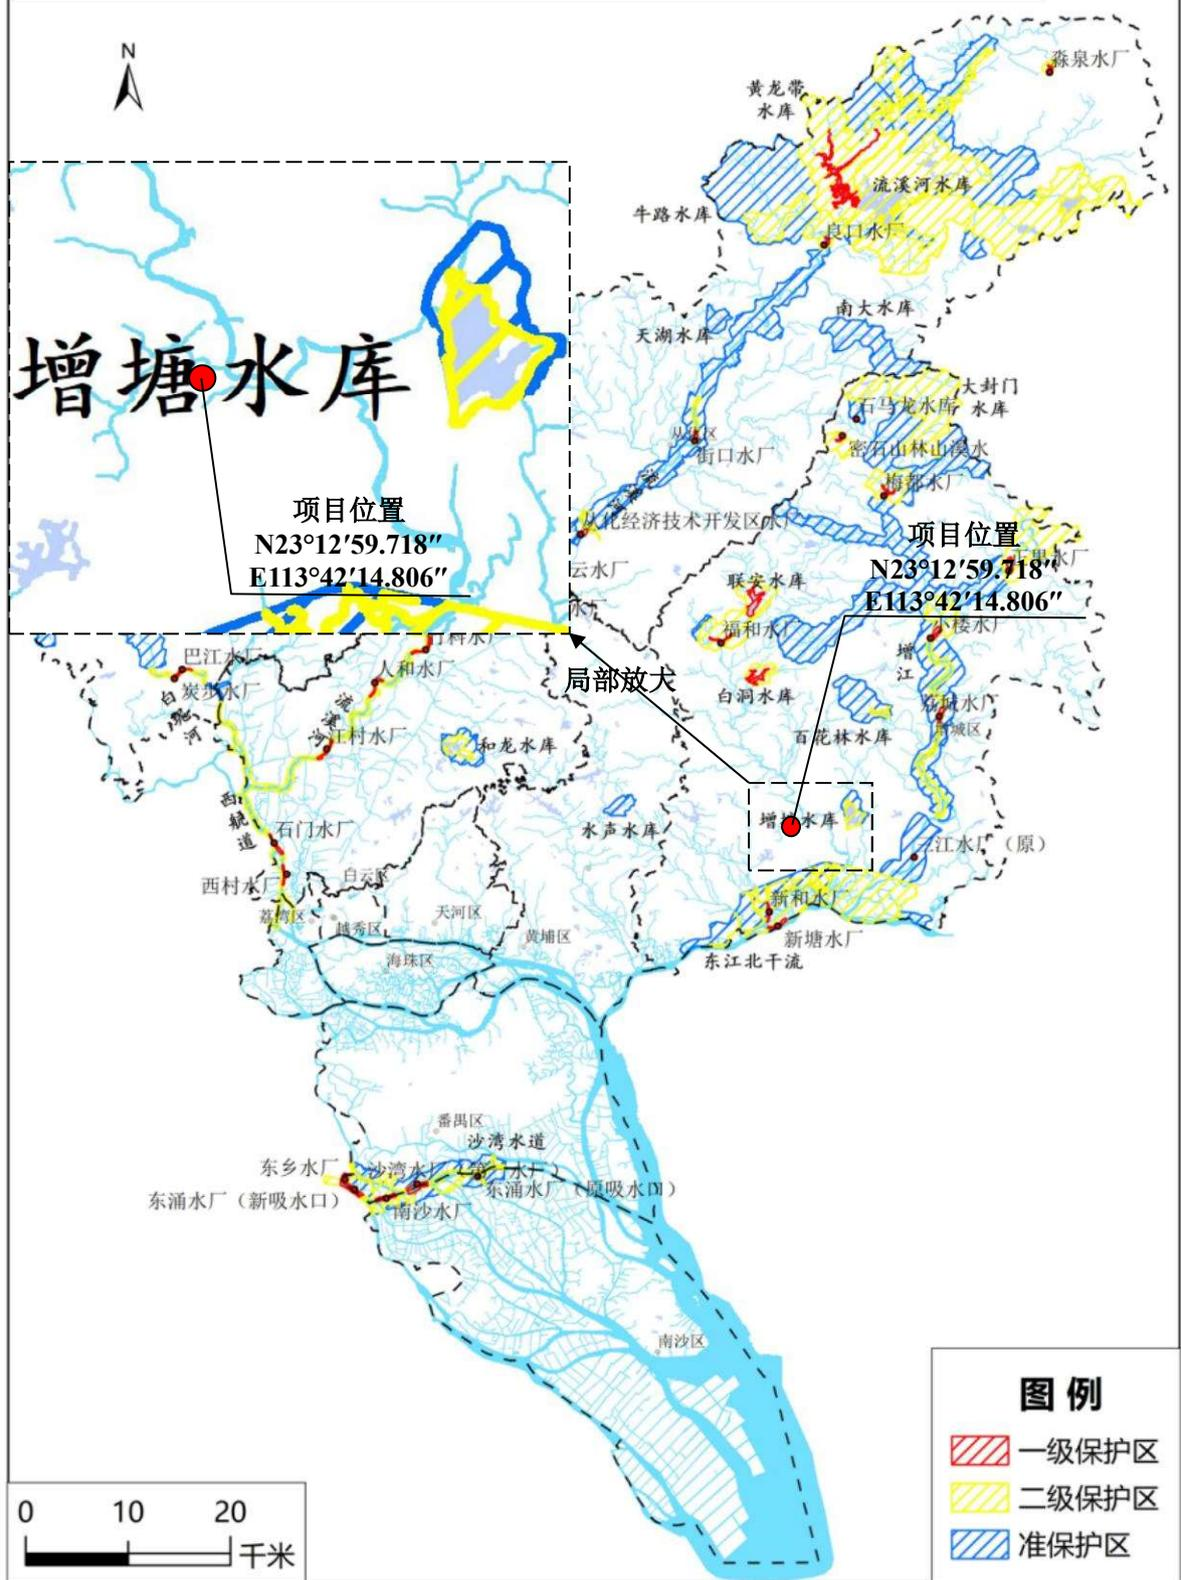 N
淼泉水厂
黄龙带
水库
流溪河水库
牛路水库
良口水厂
南大水库
天湖水库
大封门
水库
石马龙水库
密石山林山溪水
街口水厂
梅都水厂
从化经济技术开发区水厂
增塘水库
项目位置
N23°12′59.718″
E113°42′14.806″
项目位置
N23°12′59.718″
E113°42′14.806″
云水厂
联安水库
福和水厂
小楼水厂
增江
白洞水库
荔城水厂
增城区
百花林水库
局部放大
巴江水厂
炭步水厂
人和水厂
流溪河
江村水厂
和龙水库
西航道
石门水厂
水声水库
增塘水库
三江水厂（原）
西村水厂
白云区
荔湾区
越秀区
天河区
黄埔区
海珠区
新和水厂
新塘水厂
东江北干流
番禺区
沙湾水道
东乡水厂
东涌水厂（新吸水口）
东涌水厂（原吸水口）
南沙水厂
南沙区
图例
一级保护区
二级保护区
准保护区
0 10 20
千米